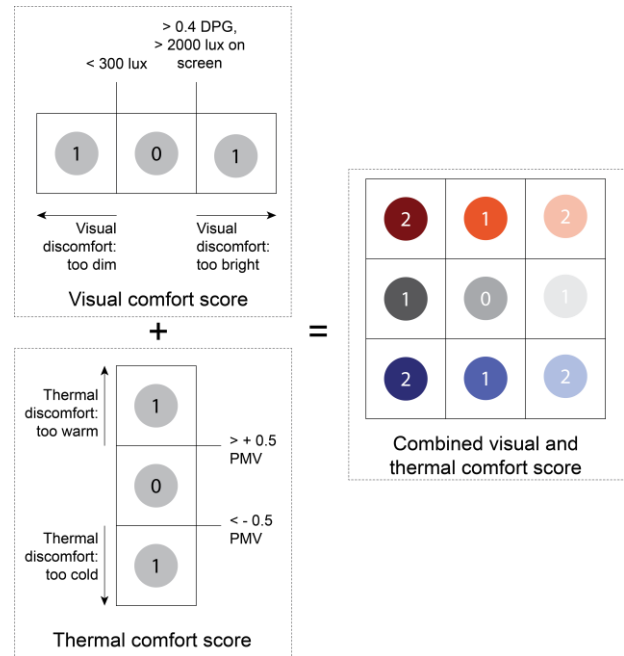 > 0.4 DPG,
> 2000 lux on
screen
< 300 lux
1
0
1
Visual
discomfort:
too dim
Visual
discomfort:
too bright
Visual comfort score
+
Thermal
discomfort:
too warm
1
> + 0.5
PMV
0
< - 0.5
PMV
Thermal
discomfort:
too cold
1
Thermal comfort score
=
2 1 2
1 0 1
2 1 2
Combined visual and
thermal comfort score